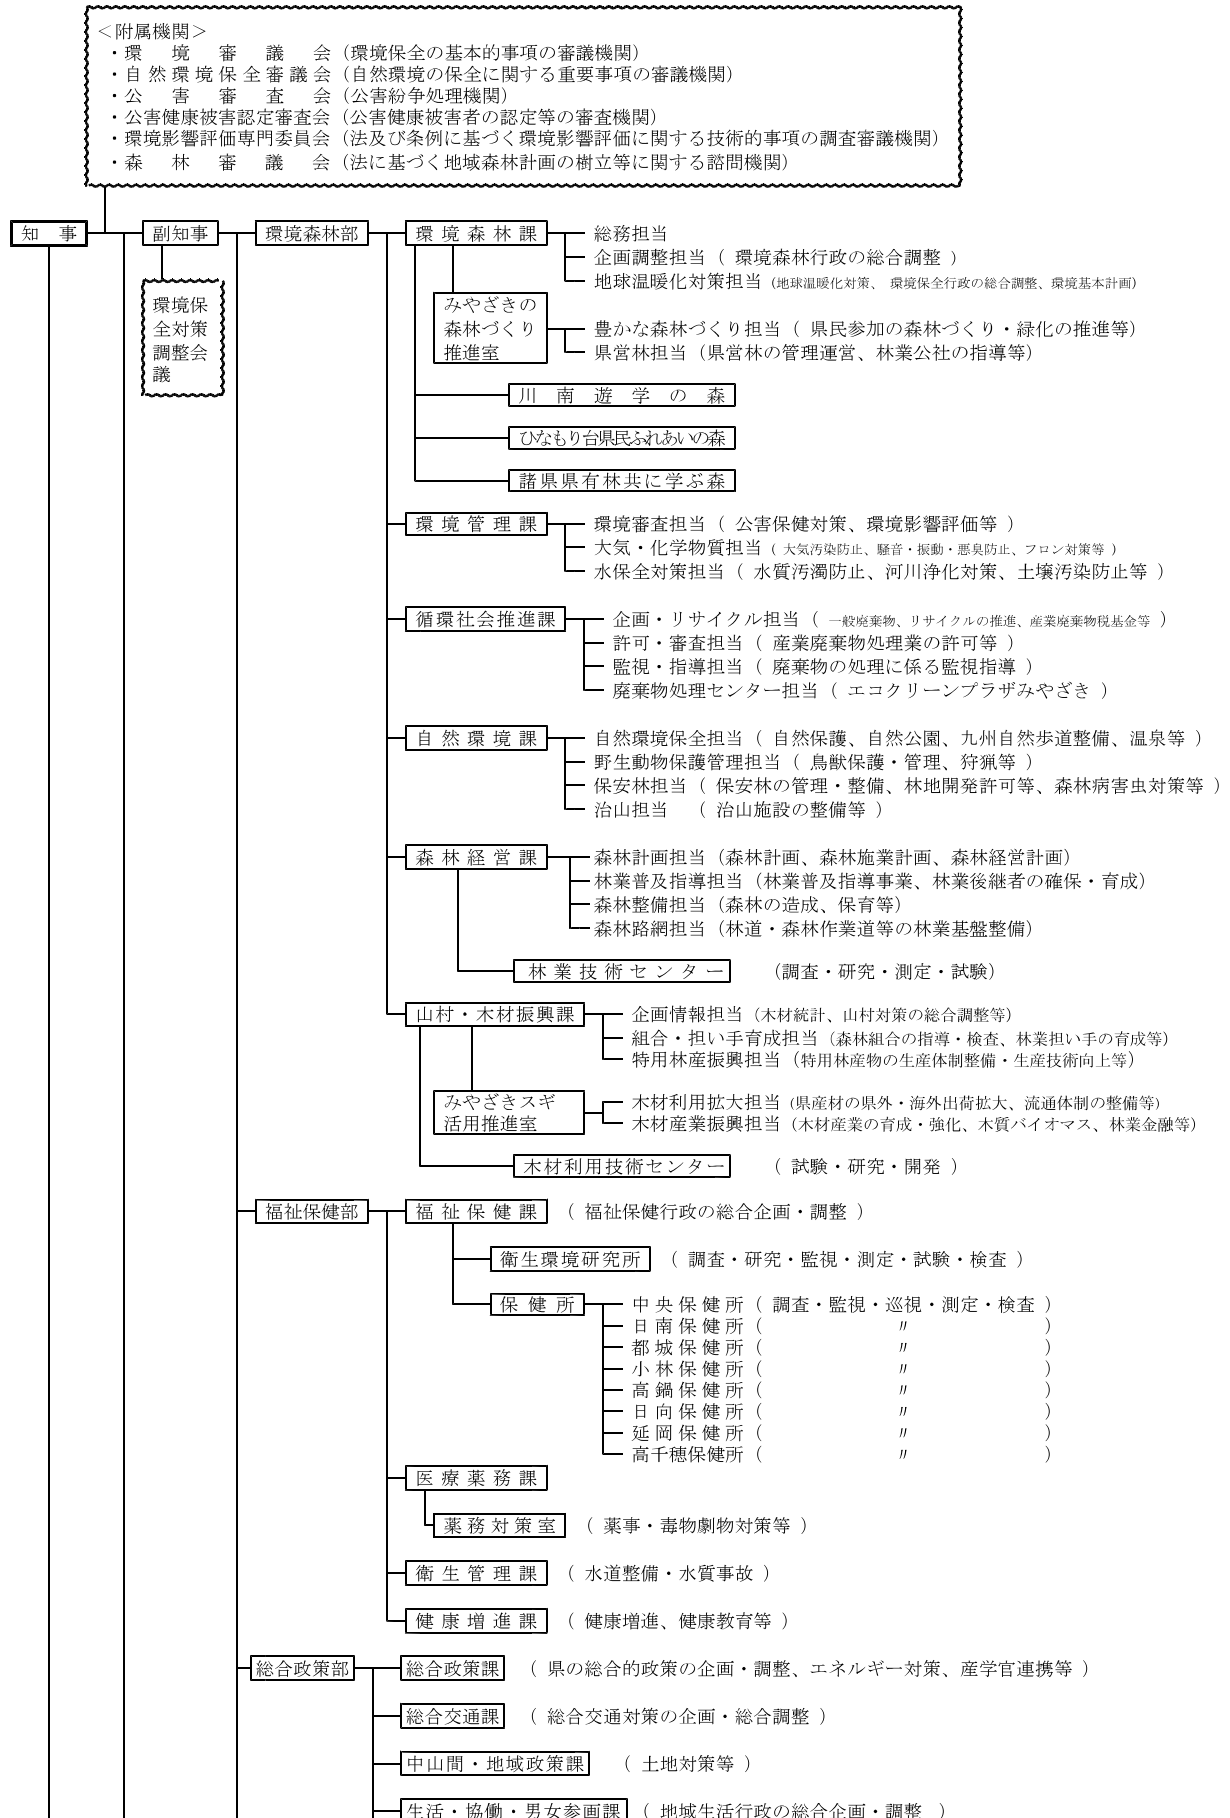 ＜附属機関＞
・環境審議会（環境保全の基本的事項の審議機関）
・自然環境保全審議会（自然環境の保全に関する重要事項の審議機関）
・公害審査会（公害紛争処理機関）
・公害健康被害認定審査会（公害健康被害者の認定等の審査機関）
・環境影響評価専門委員会（法及び条例に基づく環境影響評価に関する技術的事項の調査審議機関）
・森林審議会（法に基づく地域森林計画の樹立等に関する諮問機関）
知　事
副知事
環境保
全対策
調整会
議
環境森林部
環境森林課
総務担当
企画調整担当（環境森林行政の総合調整）
地球温暖化対策担当（地球温暖化対策、環境保全行政の総合調整、環境基本計画）
みやざきの
森林づくり
推進室
豊かな森林づくり担当（県民参加の森林づくり・緑化の推進等）
県営林担当（県営林の管理運営、林業公社の指導等）
川南遊学の森
ひなもり台県民ふれあいの森
諸県県有林共に学ぶ森
環境管理課
環境審査担当（公害保健対策、環境影響評価等）
大気・化学物質担当（大気汚染防止、騒音・振動・悪臭防止、フロン対策等）
水保全対策担当（水質汚濁防止、河川浄化対策、土壌汚染防止等）
循環社会推進課
企画・リサイクル担当（一般廃棄物、リサイクルの推進、産業廃棄物税基金等）
許可・審査担当（産業廃棄物処理業の許可等）
監視・指導担当（廃棄物の処理に係る監視指導）
廃棄物処理センター担当（エコクリーンプラザみやざき）
自然環境課
自然環境保全担当（自然保護、自然公園、九州自然歩道整備、温泉等）
野生動物保護管理担当（鳥獣保護・管理、狩猟等）
保安林担当（保安林の管理・整備、林地開発許可等、森林病害虫対策等）
治山担当　（治山施設の整備等）
森林経営課
森林計画担当（森林計画、森林施業計画、森林経営計画）
林業普及指導担当（林業普及指導事業、林業後継者の確保・育成）
森林整備担当（森林の造成、保育等）
森林路網担当（林道・森林作業道等の林業基盤整備）
林業技術センター　（調査・研究・測定・試験）
山村・木材振興課
企画情報担当（木材統計、山村対策の総合調整等）
組合・担い手育成担当（森林組合の指導・検査、林業担い手の育成等）
特用林産振興担当（特用林産物の生産体制整備・生産技術向上等）
みやざきスギ
活用推進室
木材利用拡大担当（県産材の県外・海外出荷拡大、流通体制の整備等）
木材産業振興担当（木材産業の育成・強化、木質バイオマス、林業金融等）
木材利用技術センター　（試験・研究・開発）
福祉保健部
福祉保健課（福祉保健行政の総合企画・調整）
衛生環境研究所（調査・研究・監視・測定・試験・検査）
保健所
中央保健所（調査・監視・巡視・測定・検査）
日南保健所（　〃　）
都城保健所（　〃　）
小林保健所（　〃　）
高鍋保健所（　〃　）
日向保健所（　〃　）
延岡保健所（　〃　）
高千穂保健所（　〃　）
医療薬務課
薬務対策室（薬事・毒物劇物対策等）
衛生管理課（水道整備・水質事故）
健康増進課（健康増進、健康教育等）
総合政策部
総合政策課（県の総合的政策の企画・調整、エネルギー対策、産学官連携等）
総合交通課（総合交通対策の企画・総合調整）
中山間・地域政策課　（土地対策等）
生活・協働・男女参画課（地域生活行政の総合企画・調整　）